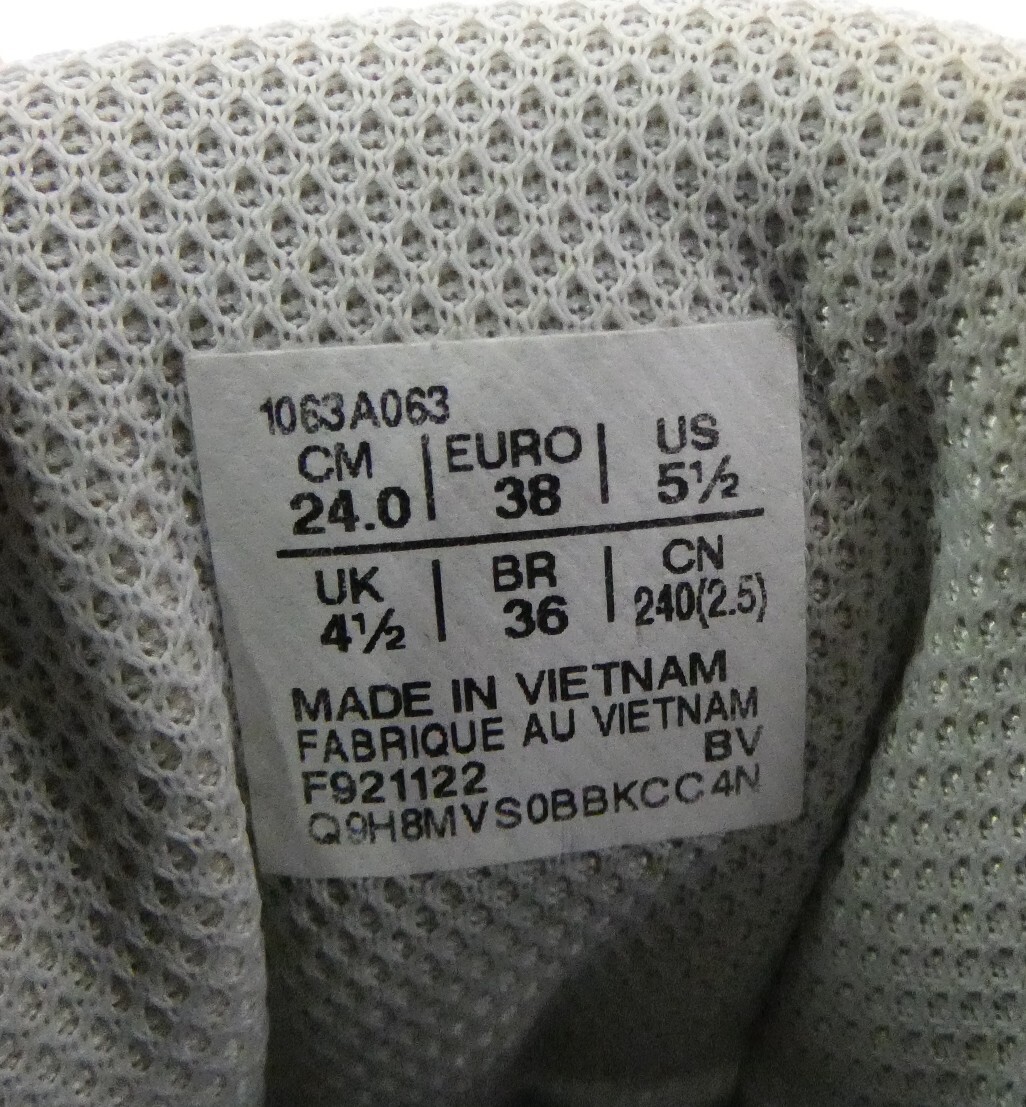 1063A063
CM | EURO | US
24.0 | 38 | 5½
UK | BR | CN
4½ | 36 | 240(2.5)
MADE IN VIETNAM
FABRIQUE AU VIETNAM
BV
F921122
Q9H8MVS0BBKCC4N